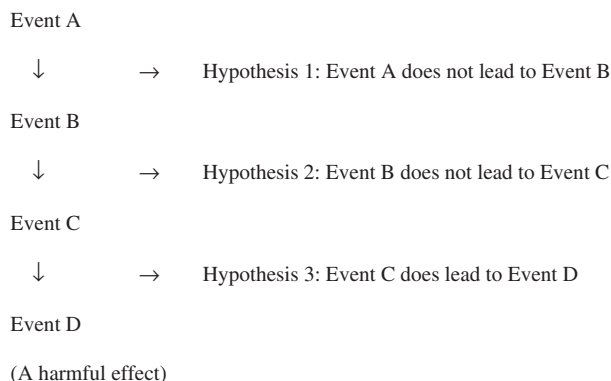 Event A
↓ → Hypothesis 1: Event A does not lead to Event B
Event B
↓ → Hypothesis 2: Event B does not lead to Event C
Event C
↓ → Hypothesis 3: Event C does lead to Event D
Event D
(A harmful effect)